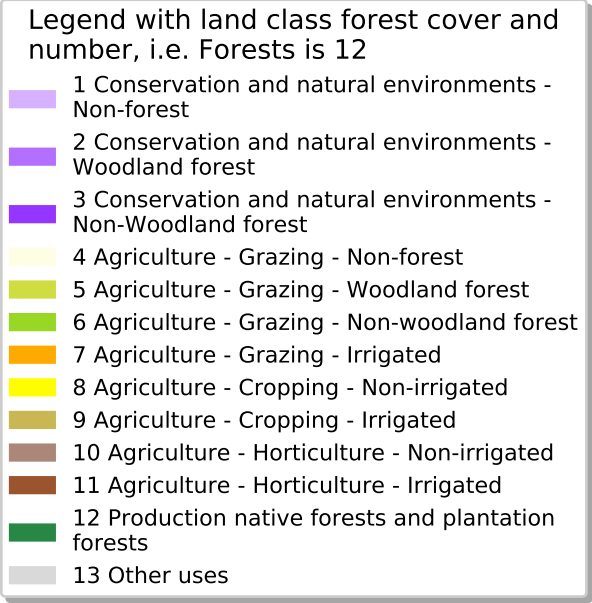 Legend with land class forest cover and
number, i.e. Forests is 12
1 Conservation and natural environments -
Non-forest
2 Conservation and natural environments -
Woodland forest
3 Conservation and natural environments -
Non-Woodland forest
4 Agriculture - Grazing - Non-forest
5 Agriculture - Grazing - Woodland forest
6 Agriculture - Grazing - Non-woodland forest
7 Agriculture - Grazing - Irrigated
8 Agriculture - Cropping - Non-irrigated
9 Agriculture - Cropping - Irrigated
10 Agriculture - Horticulture - Non-irrigated
11 Agriculture - Horticulture - Irrigated
12 Production native forests and plantation
forests
13 Other uses